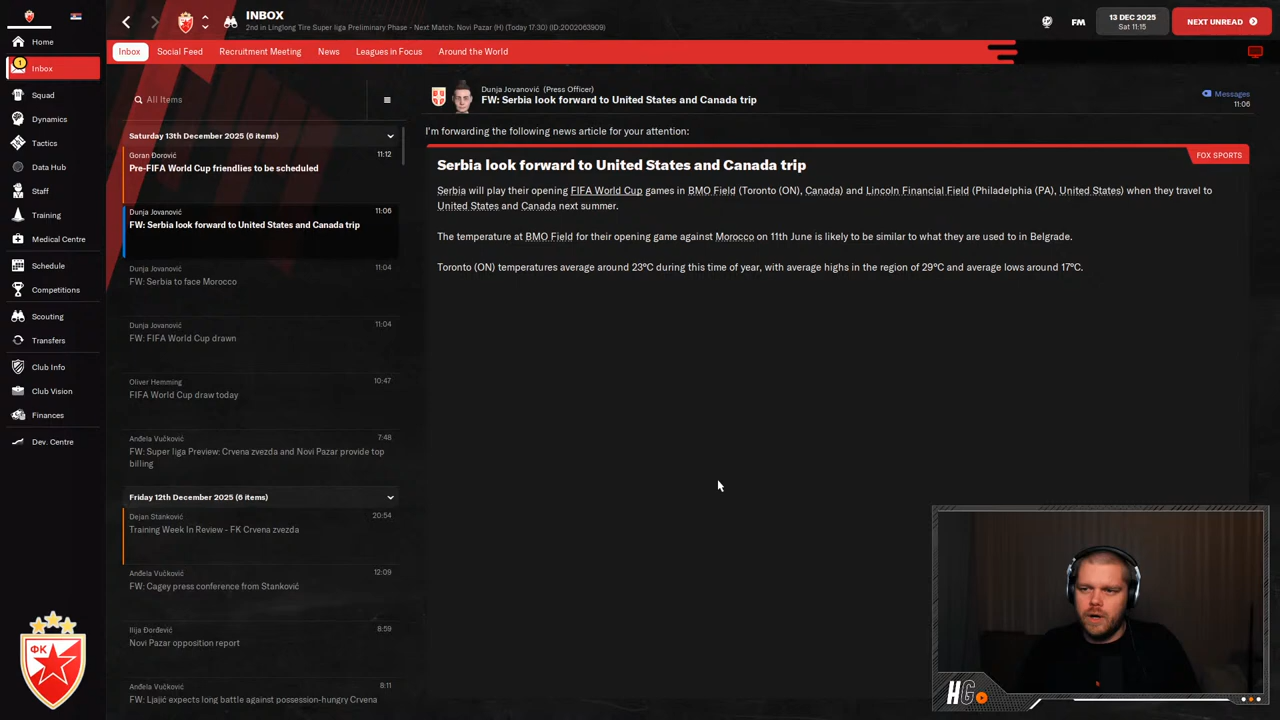 INBOX
2nd in Linglong Tire Super liga Preliminary Phase - Next Match: Novi Pazar (H) (Today 17:30) (ID:2002063909)
FM
13 DEC 2025
Sat 11:15
NEXT UNREAD
Home
1
Inbox
Squad
Dynamics
Tactics
Data Hub
Staff
Training
Medical Centre
Schedule
Competitions
Scouting
Transfers
Club Info
Club Vision
Finances
Dev. Centre
ФК
Inbox
Social Feed
Recruitment Meeting
News
Leagues in Focus
Around the World
All Items
Saturday 13th December 2025 (6 items)
Goran Đorović
11:12
Pre-FIFA World Cup friendlies to be scheduled
Dunja Jovanović
11:06
FW: Serbia look forward to United States and Canada trip
Dunja Jovanović
11:04
FW: Serbia to face Morocco
Dunja Jovanović
11:04
FW: FIFA World Cup drawn
Oliver Hemming
10:47
FIFA World Cup draw today
Anđela Vučković
7:48
FW: Super liga Preview: Crvena zvezda and Novi Pazar provide top
billing
Friday 12th December 2025 (6 items)
Dejan Stanković
20:54
Training Week In Review - FK Crvena zvezda
Anđela Vučković
12:09
FW: Cagey press conference from Stanković
Ilija Đorđević
8:59
Novi Pazar opposition report
Anđela Vučković
8:11
FW: Ljajić expects long battle against possession-hungry Crvena
Dunja Jovanović (Press Officer)
FW: Serbia look forward to United States and Canada trip
Messages
11:06
I'm forwarding the following news article for your attention:
Serbia look forward to United States and Canada trip
FOX SPORTS
Serbia will play their opening FIFA World Cup games in BMO Field (Toronto (ON), Canada) and Lincoln Financial Field (Philadelphia (PA), United States) when they travel to
United States and Canada next summer.
The temperature at BMO Field for their opening game against Morocco on 11th June is likely to be similar to what they are used to in Belgrade.
Toronto (ON) temperatures average around 23ºC during this time of year, with average highs in the region of 29ºC and average lows around 17ºC.
HG